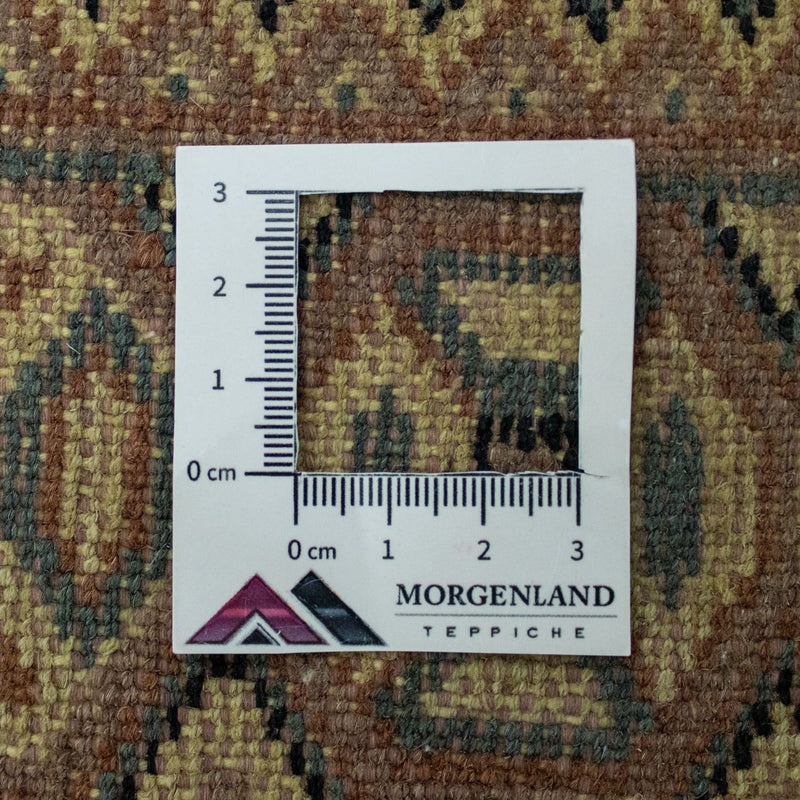 3
2
1
0 cm
0 cm 1 2 3
MORGENLAND
TEPPICHE